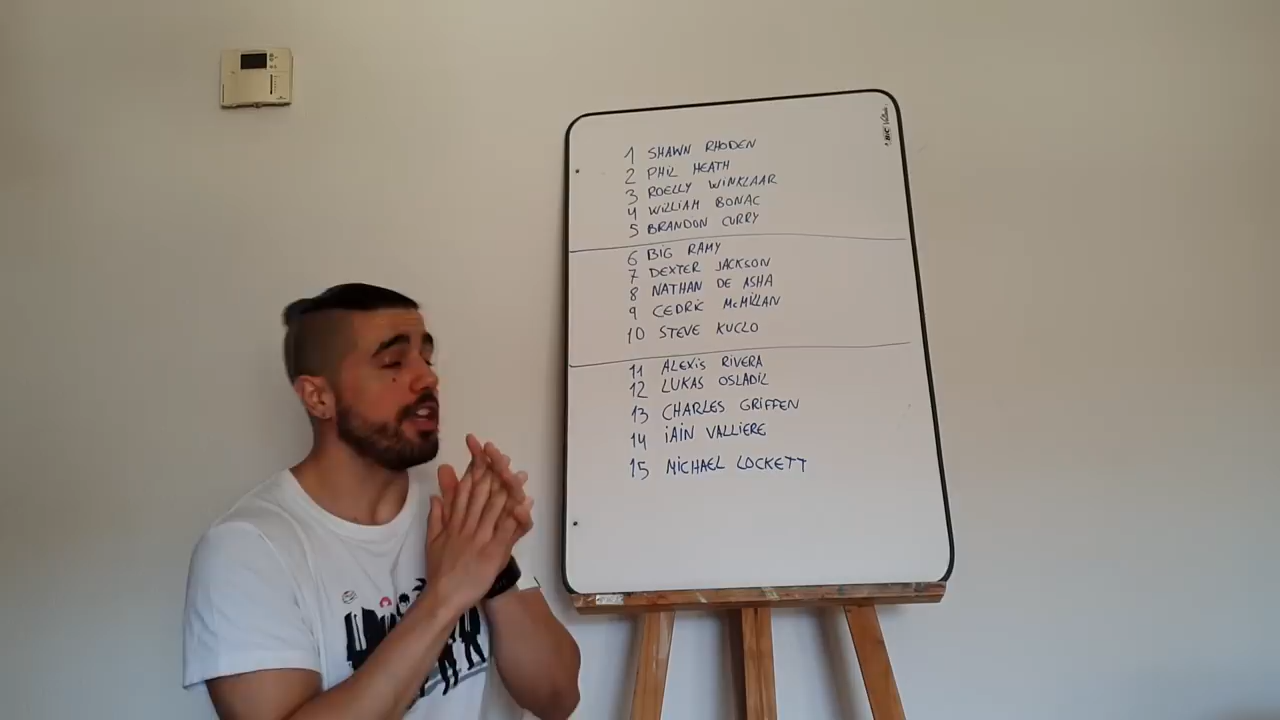 BIC Velleda
1 SHAWN RHODEN
2 PHIL HEATH
3 ROELLY WINKLAAR
4 WILLIAM BONAC
5 BRANDON CURRY
6 BIG RAMY
7 DEXTER JACKSON
8 NATHAN DE ASHA
9 CEDRIC McMILLAN
10 STEVE KUCLO
11 ALEXIS RIVERA
12 LUKAS OSLADIL
13 CHARLES GRIFFEN
14 IAIN VALLIERE
15 MICHAEL LOCKETT